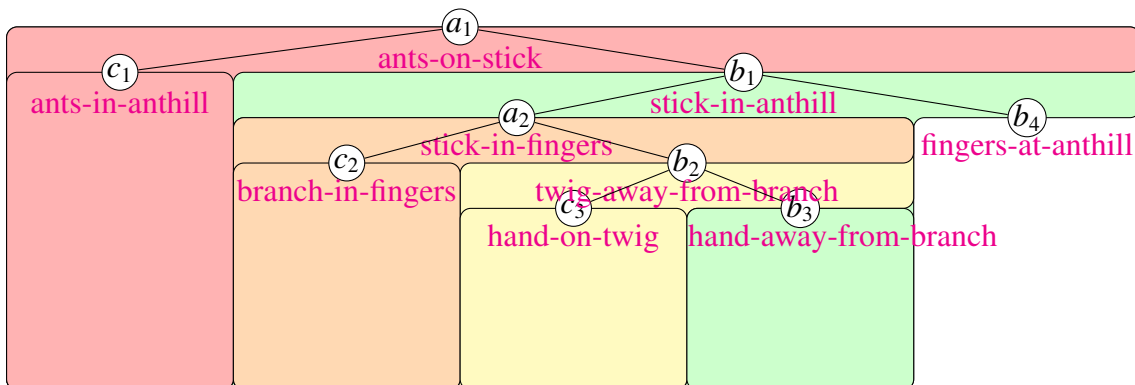 a₁
ants-on-stick
c₁
b₁
ants-in-anthill
stick-in-anthill
a₂
b₄
stick-in-fingers
fingers-at-anthill
c₂
b₂
branch-in-fingers
twig-away-from-branch
c₃
b₃
hand-on-twig
hand-away-from-branch